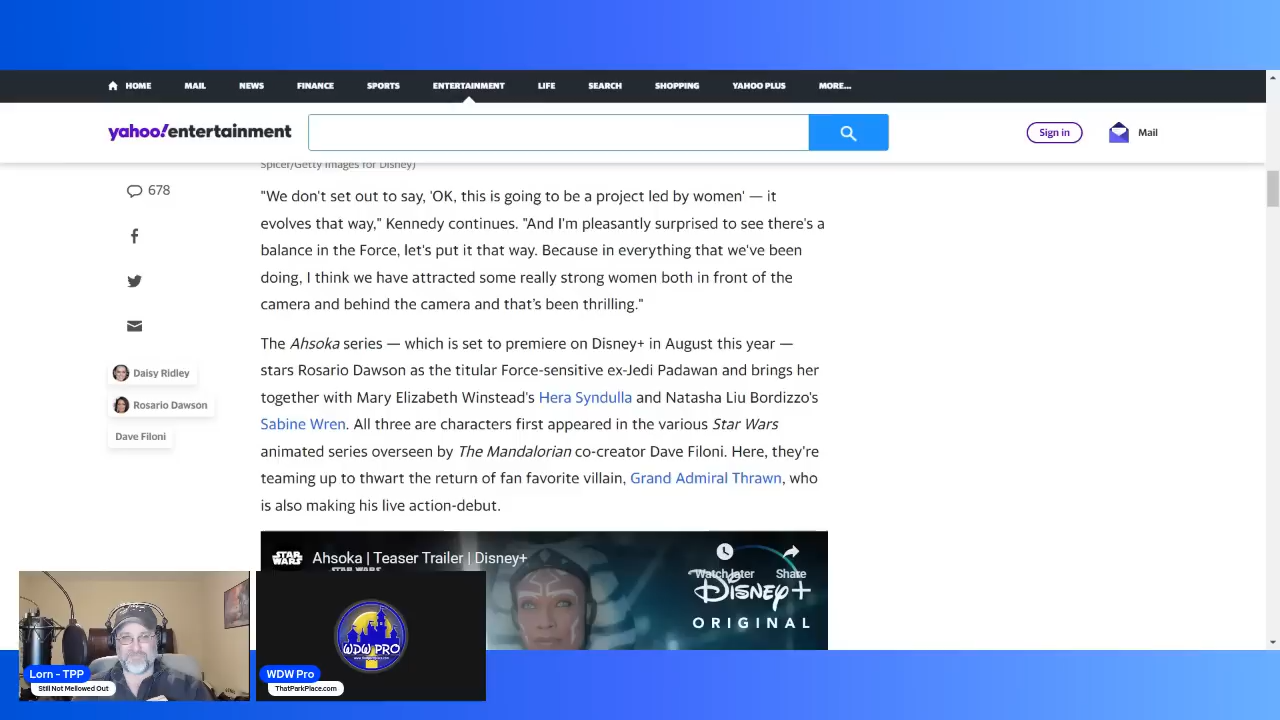 HOME MAIL NEWS FINANCE SPORTS ENTERTAINMENT LIFE SEARCH SHOPPING YAHOO PLUS MORE...
yahoo!entertainment
Sign in
Mail
Spicer/Getty Images for Disney)
678
"We don't set out to say, 'OK, this is going to be a project led by women' — it
evolves that way," Kennedy continues. "And I'm pleasantly surprised to see there's a
balance in the Force, let's put it that way. Because in everything that we've been
doing, I think we have attracted some really strong women both in front of the
camera and behind the camera and that's been thrilling."
The Ahsoka series — which is set to premiere on Disney+ in August this year —
stars Rosario Dawson as the titular Force-sensitive ex-Jedi Padawan and brings her
together with Mary Elizabeth Winstead's Hera Syndulla and Natasha Liu Bordizzo's
Sabine Wren. All three are characters first appeared in the various Star Wars
animated series overseen by The Mandalorian co-creator Dave Filoni. Here, they're
teaming up to thwart the return of fan favorite villain, Grand Admiral Thrawn, who
is also making his live action-debut.
Daisy Ridley
Rosario Dawson
Dave Filoni
STAR WARS
Ahsoka | Teaser Trailer | Disney+
STAR WARS
Watch later
Share
Disney+
ORIGINAL
Lorn - TPP
Still Not Mellowed Out
WDW PRO
WDW Pro
ThatParkPlace.com